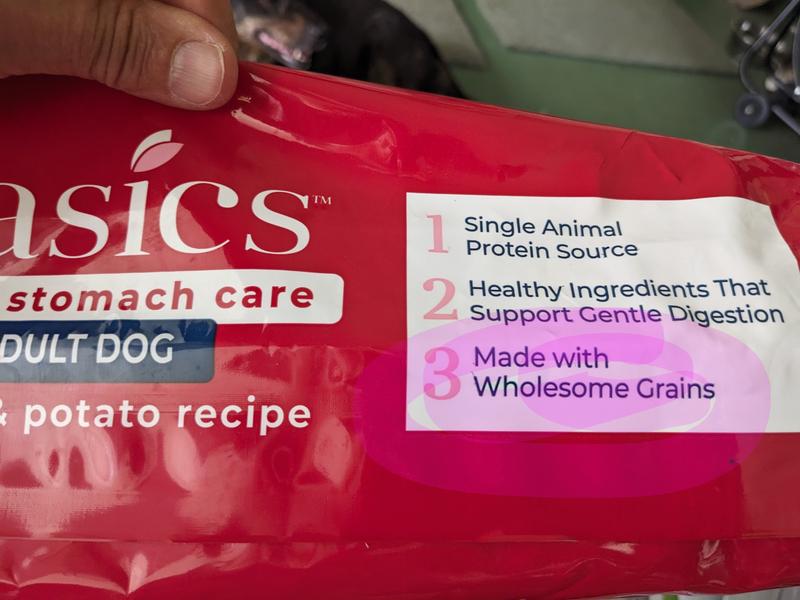 asics™
stomach care
DULT DOG
& potato recipe
1 Single Animal
Protein Source
2 Healthy Ingredients That
Support Gentle Digestion
3 Made with
Wholesome Grains